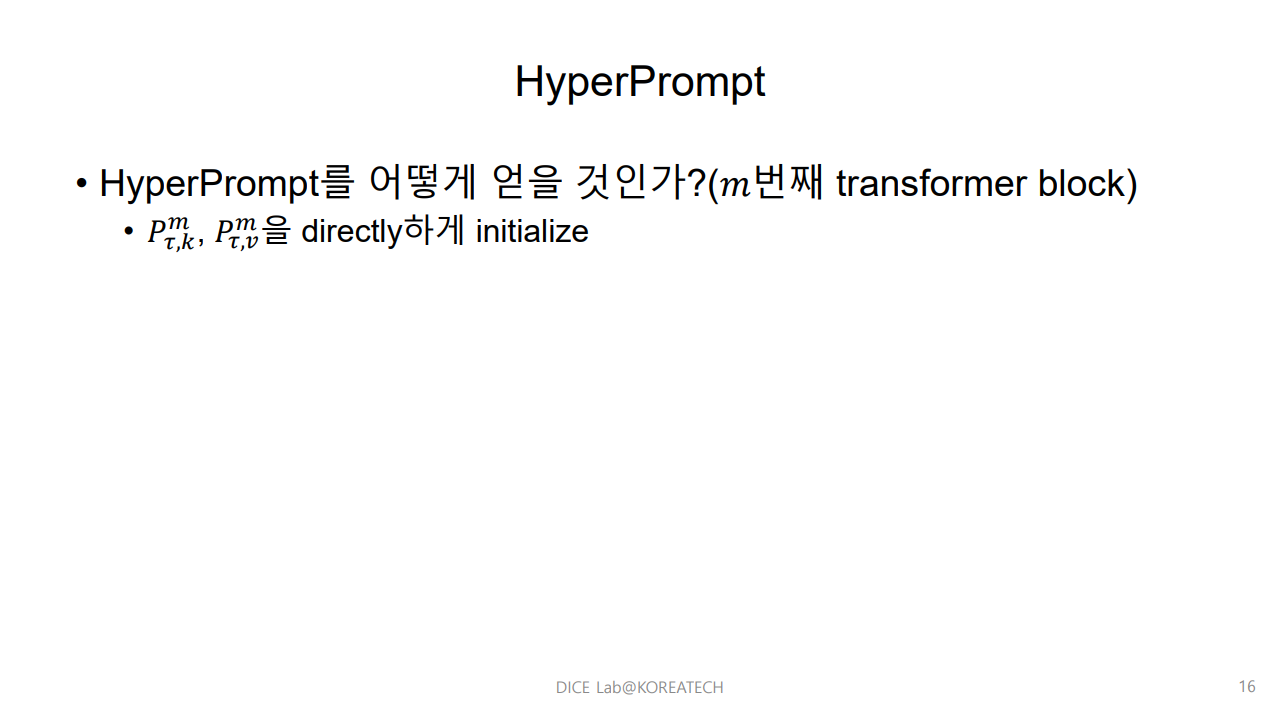 HyperPrompt
• HyperPrompt를 어떻게 얻을 것인가?(𝑚번째 transformer block)
• $P_{\tau,k}^{m}$, $P_{\tau,v}^{m}$을 directly하게 initialize
DICE Lab@KOREATECH
16